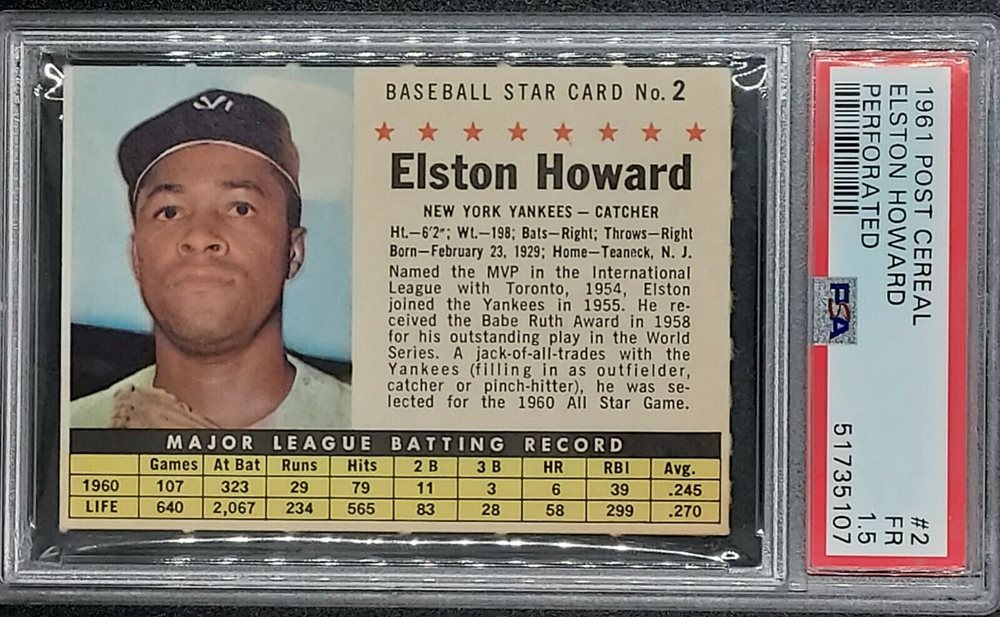 BASEBALL STAR CARD No. 2
Elston Howard
NEW YORK YANKEES — CATCHER
Ht.—6'2"; Wt.—198; Bats—Right; Throws—Right
Born—February 23, 1929; Home—Teaneck, N. J.
Named the MVP in the International
League with Toronto, 1954, Elston
joined the Yankees in 1955. He re-
ceived the Babe Ruth Award in 1958
for his outstanding play in the World
Series. A jack-of-all-trades with the
Yankees (filling in as outfielder,
catcher or pinch-hitter), he was se-
lected for the 1960 All Star Game.
MAJOR LEAGUE BATTING RECORD
Games At Bat Runs Hits 2 B 3 B HR RBI Avg.
1960 107 323 29 79 11 3 6 39 .245
LIFE 640 2,067 234 565 83 28 58 299 .270
1961 POST CEREAL #2
ELSTON HOWARD FR
PERFORATED 1.5
PSA
51735107